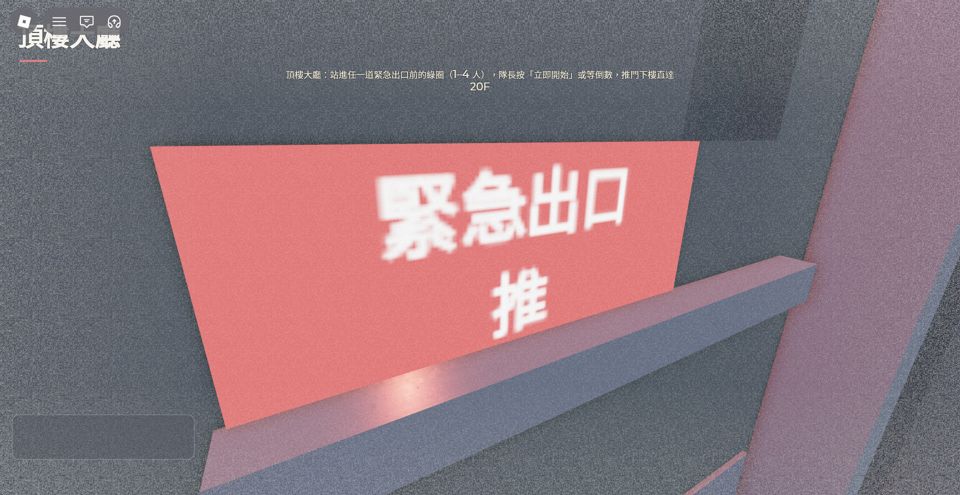 頂樓大廳
頂樓大廳：站進任一道緊急出口前的綠圈（1–4 人），隊長按「立即開始」或等倒數，推門下樓直達
20F
緊急出口
推